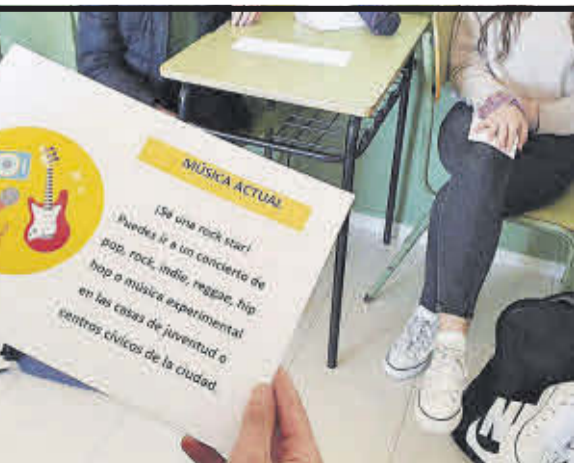 MÚSICA ACTUAL
¡Sé una rock star!
Puedes ir a un concierto de
pop, rock, indie, reggae, hip
hop o música experimental
en las casas de juventud o
centros cívicos de la ciudad